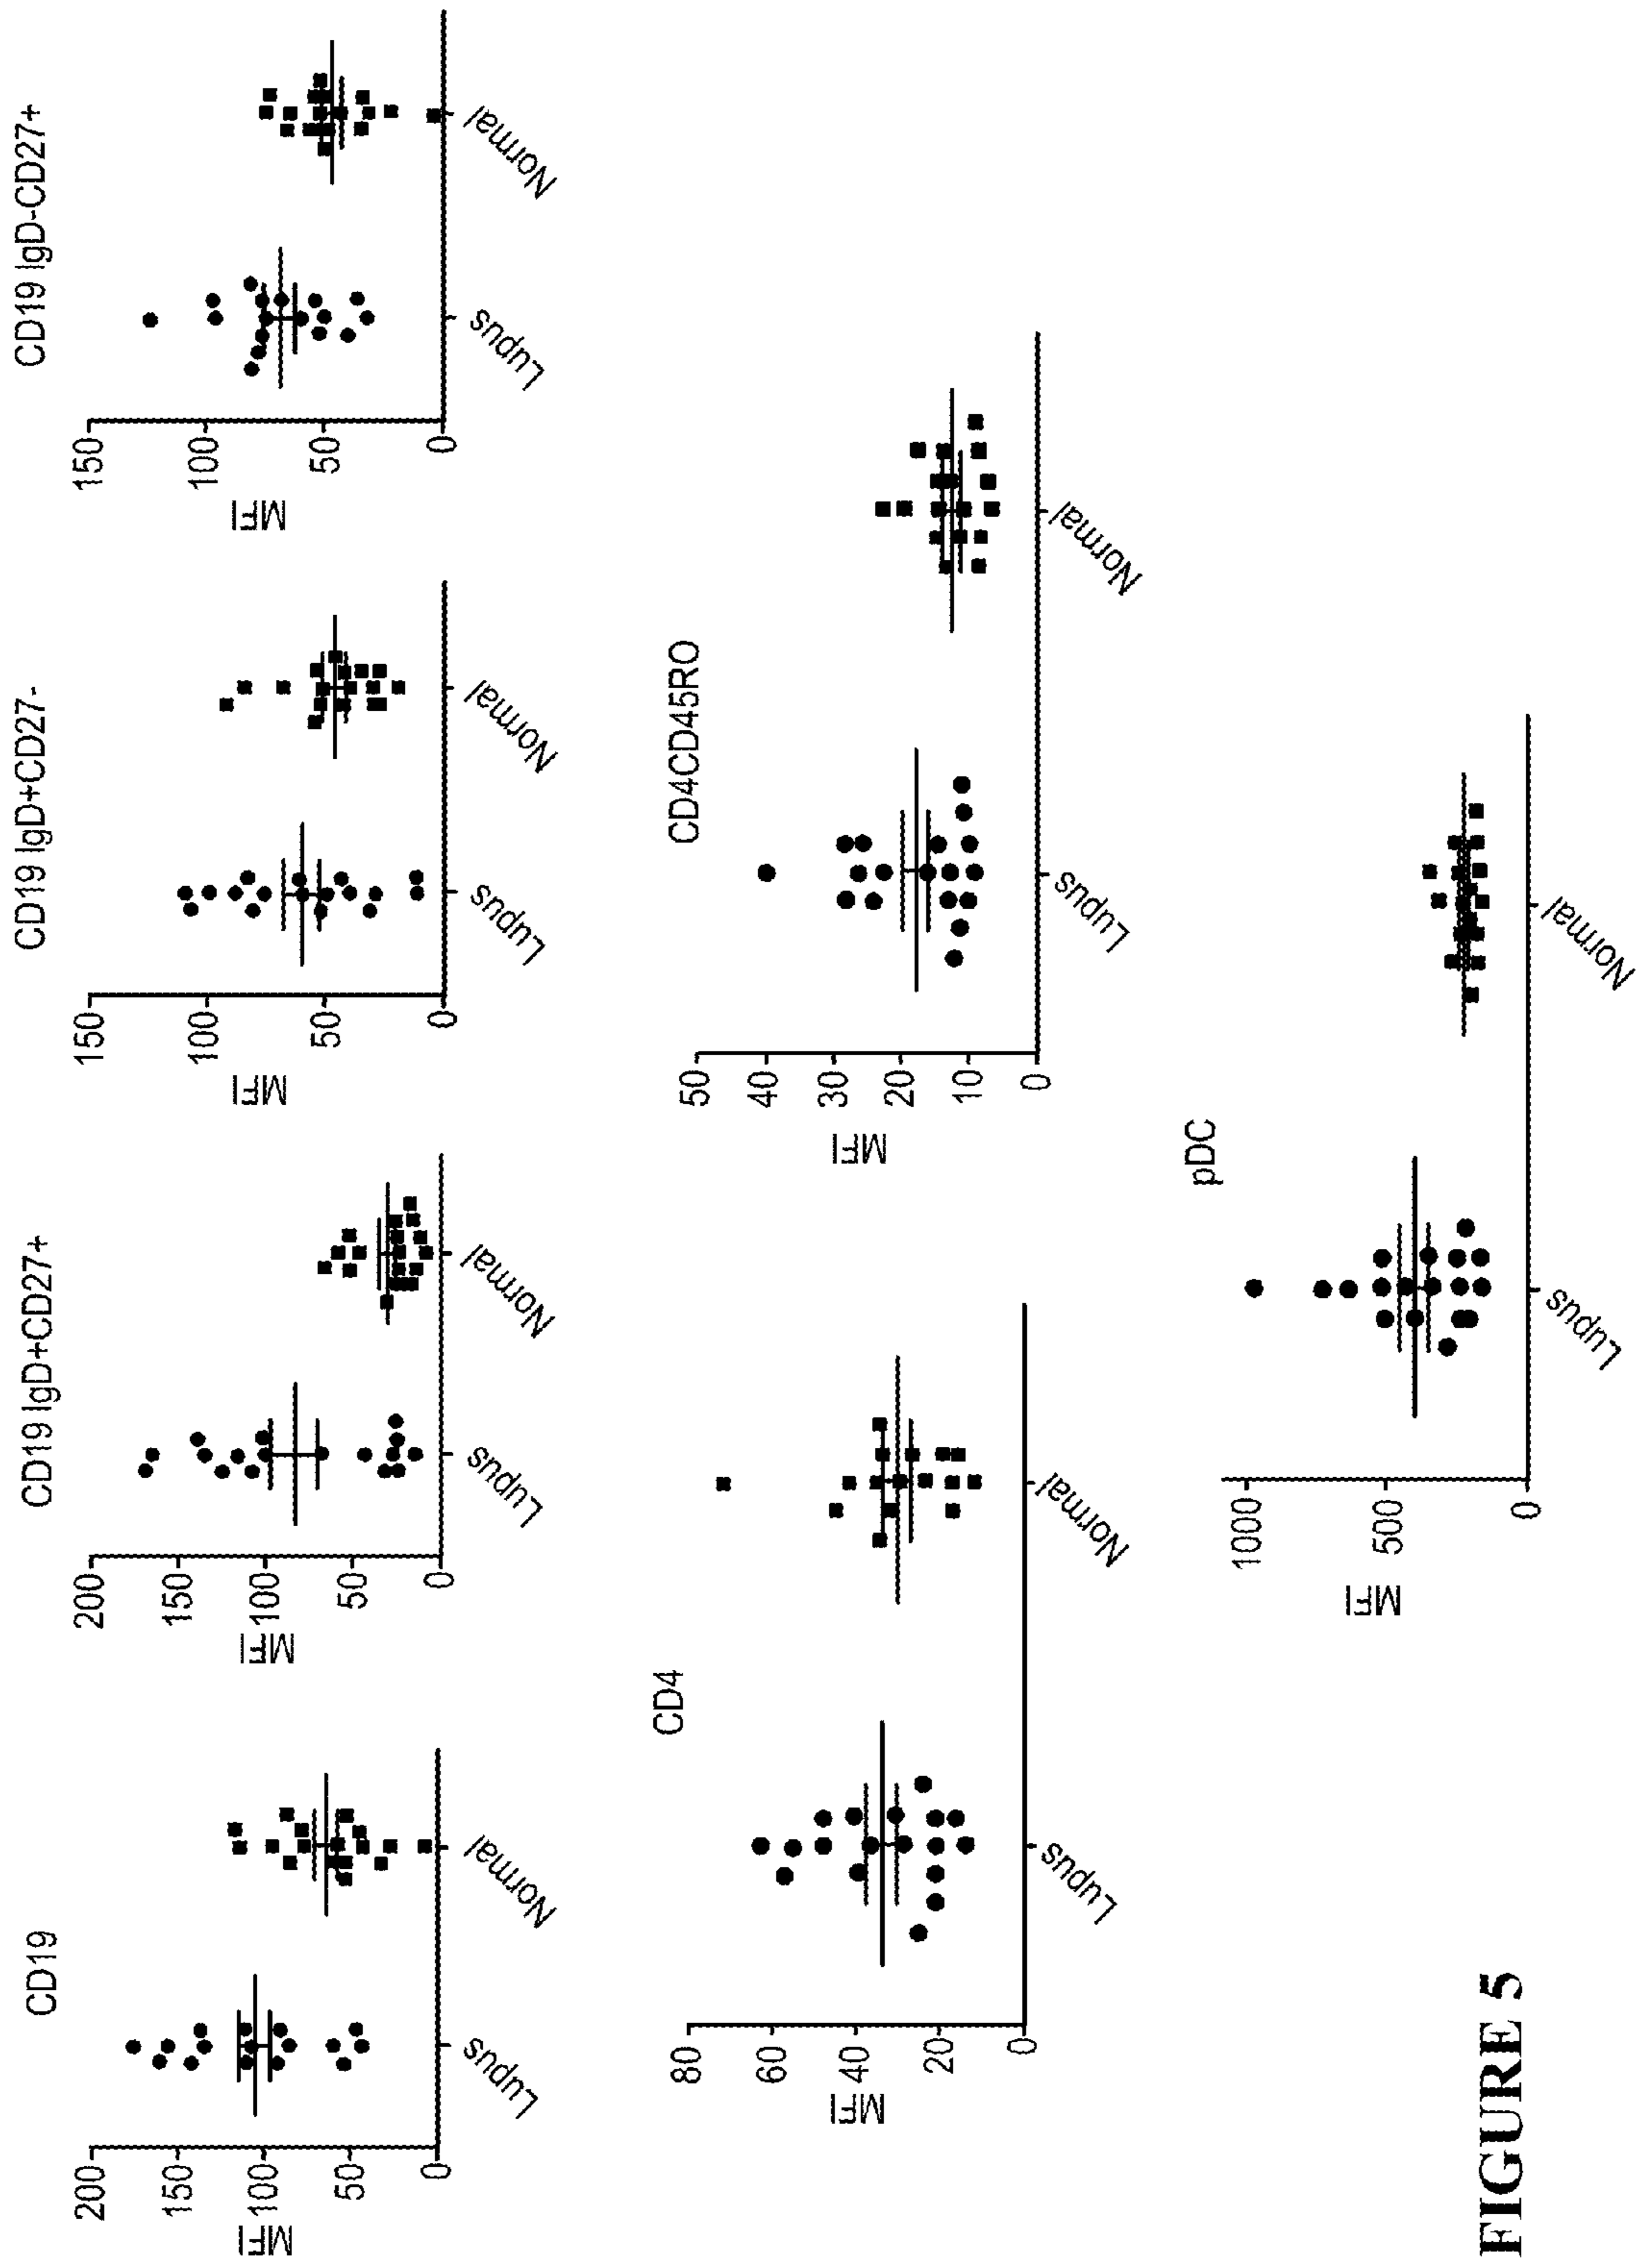 CD19
MFI
200
150
100
50
0
Lupus
Normal
CD19 IgD+CD27+
MFI
200
150
100
50
0
Lupus
Normal
CD19 IgD+CD27-
MFI
150
100
50
0
Lupus
Normal
CD19 IgD-CD27+
MFI
150
100
50
0
Lupus
Normal
CD4
MFI
80
60
40
20
0
Lupus
Normal
CD4CD45RO
MFI
50
40
30
20
10
0
Lupus
Normal
pDC
MFI
1000
500
0
Lupus
Normal
FIGURE 5